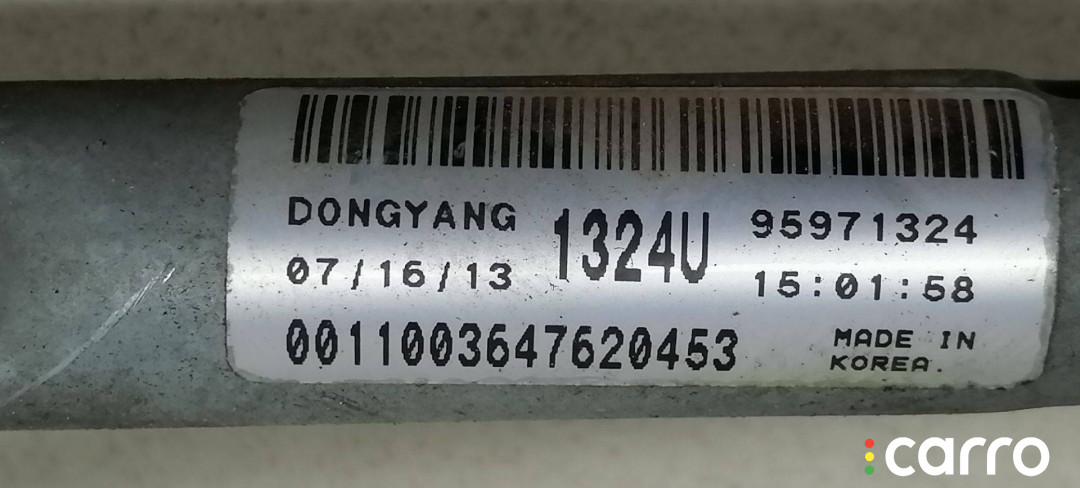 DONGYANG 1324U 95971324
07/16/13 15:01:58
0011003647620453 MADE IN
KOREA.
carro